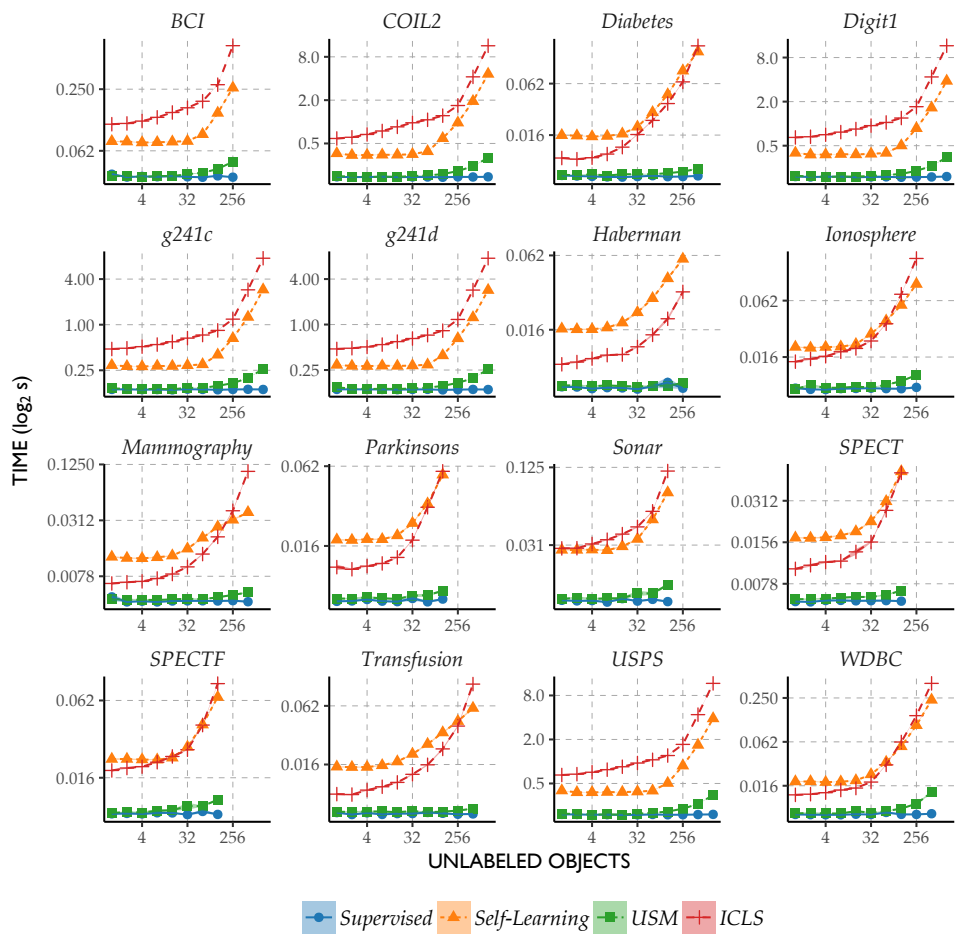 BCI COIL2 Diabetes Digit1
0.250 8.0 0.062 2.0 0.5 0.016 8.0 2.0 0.5
0.062
4 32 256 4 32 256 4 32 256 4 32 256
g241c g241d Haberman Ionosphere
4.00 1.00 0.25 4.00 1.00 0.25 0.062 0.016 0.062 0.016
4 32 256 4 32 256 4 32 256 4 32 256
TIME (log2 s)
Mammography Parkinsons Sonar SPECT
0.1250 0.0312 0.0078 0.062 0.016 0.125 0.031 0.0312 0.0156 0.0078
4 32 256 4 32 256 4 32 256 4 32 256
SPECTF Transfusion USPS WDBC
0.062 0.016 0.062 0.016 8.0 2.0 0.5 0.250 0.062 0.016
4 32 256 4 32 256 4 32 256 4 32 256
UNLABELED OBJECTS
Supervised Self-Learning USM ICLS